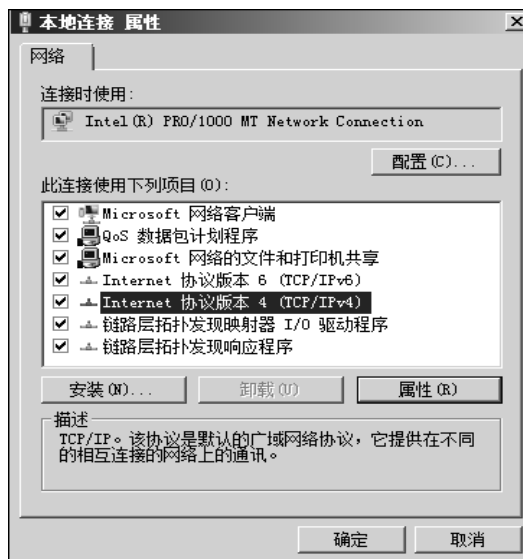 本地连接 属性
网络
连接时使用:
Intel(R) PRO/1000 MT Network Connection
配置(C)...
此连接使用下列项目(O):
Microsoft 网络客户端
QoS 数据包计划程序
Microsoft 网络的文件和打印机共享
Internet 协议版本 6 (TCP/IPv6)
Internet 协议版本 4 (TCP/IPv4)
链路层拓扑发现映射器 I/O 驱动程序
链路层拓扑发现响应程序
安装(N)... 卸载(U) 属性(R)
描述
TCP/IP。该协议是默认的广域网络协议，它提供在不同
的相互连接的网络上的通讯。
确定 取消